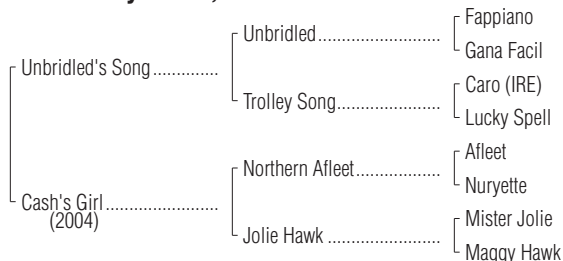 Fappiano
Unbridled
Gana Facil
Unbridled's Song
Caro (IRE)
Trolley Song
Lucky Spell
Afleet
Northern Afleet
Nuryette
Cash's Girl
(2004)
Mister Jolie
Jolie Hawk
Maggy Hawk